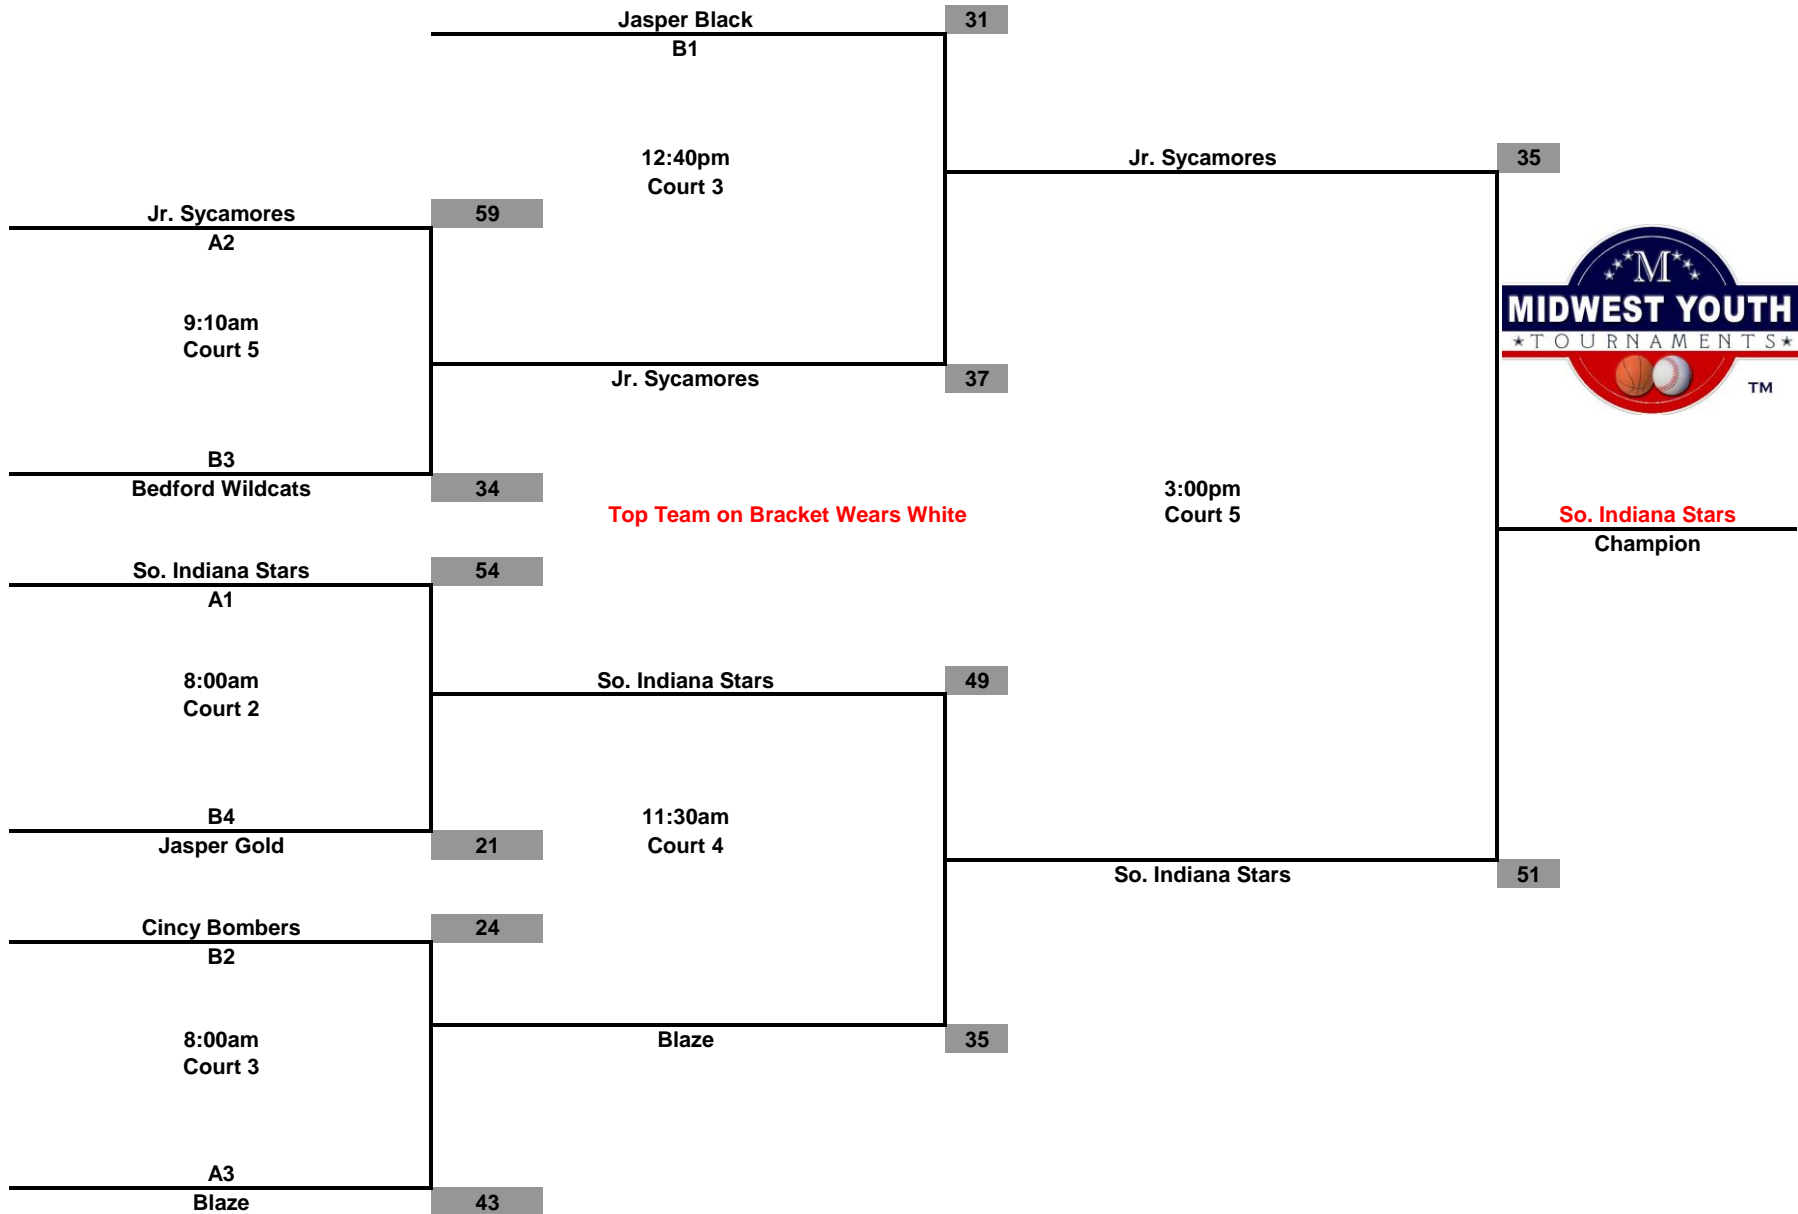 Jasper Black 31
B1
12:40pm
Court 3
Jr. Sycamores 35
Jr. Sycamores 59
A2
M
MIDWEST YOUTH
TOURNAMENTS
TM
9:10am
Court 5
Jr. Sycamores 37
B3
Bedford Wildcats 34
3:00pm
Court 5
Top Team on Bracket Wears White
So. Indiana Stars
Champion
So. Indiana Stars 54
A1
8:00am
Court 2
So. Indiana Stars 49
B4
Jasper Gold 21
11:30am
Court 4
So. Indiana Stars 51
Cincy Bombers 24
B2
8:00am
Court 3
Blaze 35
A3
Blaze 43